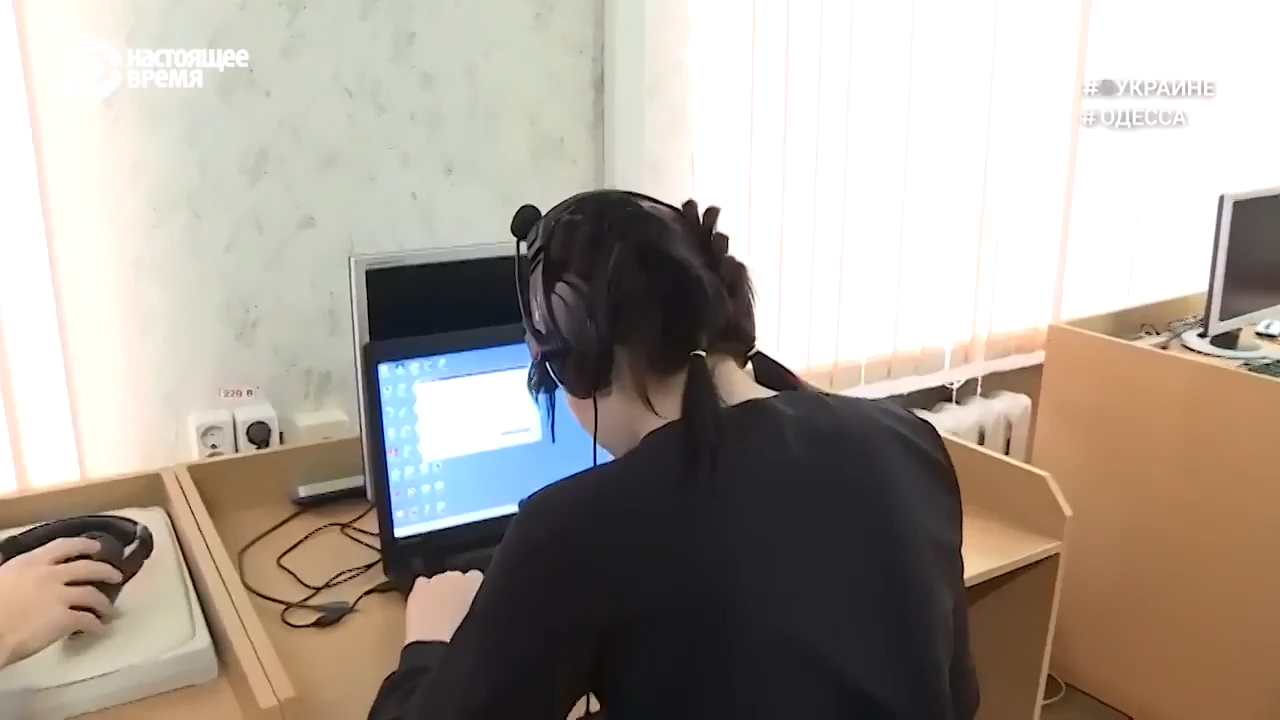 настоящее
время
# УКРАИНЕ
# ОДЕССА
220 В